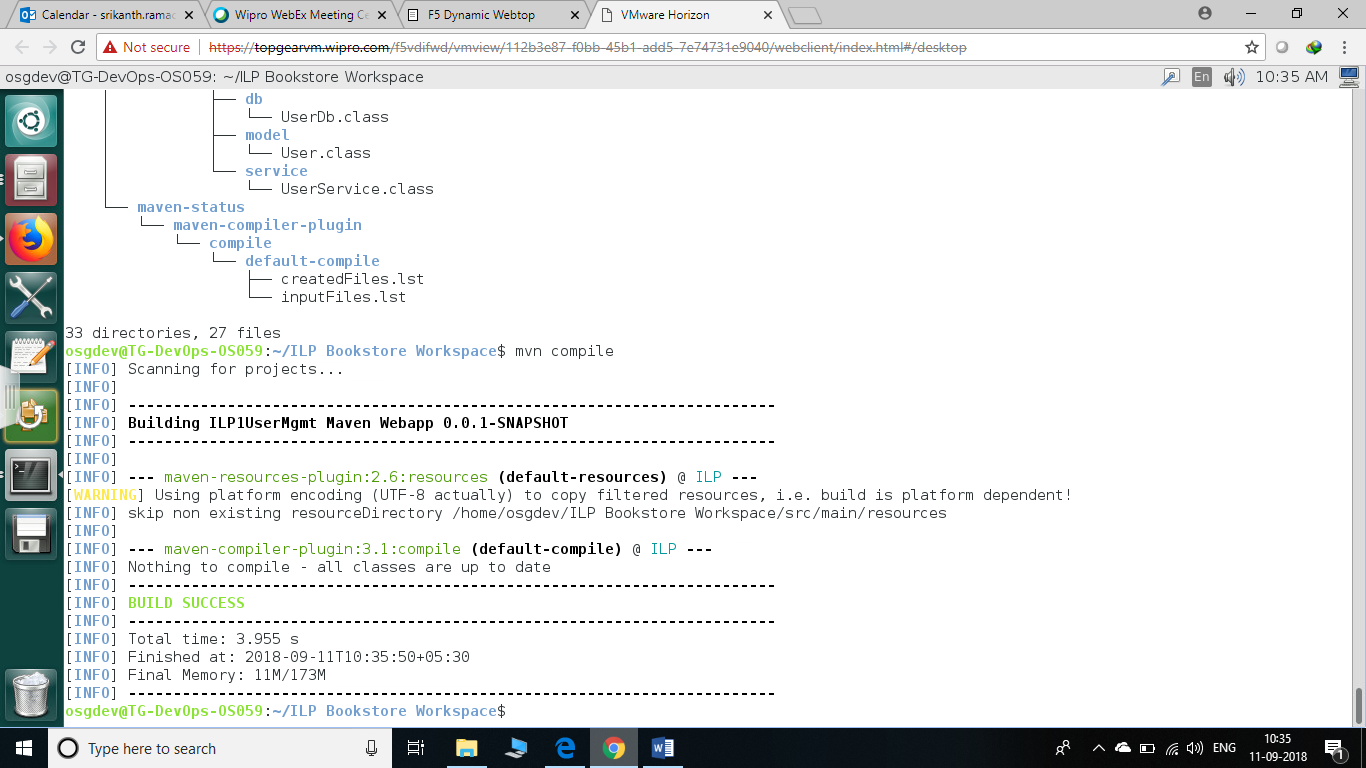 Calendar - srikanth.ramac
Wipro WebEx Meeting Ce
F5 Dynamic Webtop
VMware Horizon
Not secure
https://topgearvm.wipro.com/f5vdifwd/vmview/112b3e87-f0bb-45b1-add5-7e74731e9040/webclient/index.html#/desktop
osgdev@TG-DevOps-OS059: ~/ILP Bookstore Workspace
En
10:35 AM
db
UserDb.class
model
User.class
service
UserService.class
maven-status
maven-compiler-plugin
compile
default-compile
createdFiles.lst
inputFiles.lst
33 directories, 27 files
osgdev@TG-DevOps-OS059:~/ILP Bookstore Workspace$ mvn compile
[INFO] Scanning for projects...
[INFO]
[INFO] ------------------------------------------------------------------------
[INFO] Building ILP1UserMgmt Maven Webapp 0.0.1-SNAPSHOT
[INFO] ------------------------------------------------------------------------
[INFO]
[INFO] --- maven-resources-plugin:2.6:resources (default-resources) @ ILP ---
[WARNING] Using platform encoding (UTF-8 actually) to copy filtered resources, i.e. build is platform dependent!
[INFO] skip non existing resourceDirectory /home/osgdev/ILP Bookstore Workspace/src/main/resources
[INFO]
[INFO] --- maven-compiler-plugin:3.1:compile (default-compile) @ ILP ---
[INFO] Nothing to compile - all classes are up to date
[INFO] ------------------------------------------------------------------------
[INFO] BUILD SUCCESS
[INFO] ------------------------------------------------------------------------
[INFO] Total time: 3.955 s
[INFO] Finished at: 2018-09-11T10:35:50+05:30
[INFO] Final Memory: 11M/173M
[INFO] ------------------------------------------------------------------------
osgdev@TG-DevOps-OS059:~/ILP Bookstore Workspace$
Type here to search
ENG
10:35
11-09-2018
1